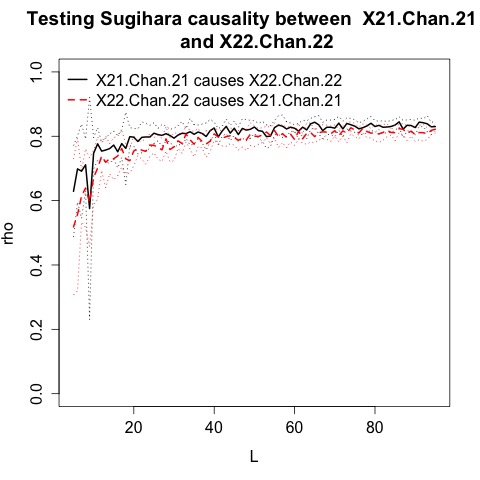 Testing Sugihara causality between  X21.Chan.21
and X22.Chan.22
X21.Chan.21 causes X22.Chan.22
X22.Chan.22 causes X21.Chan.21
1.0
0.8
0.6
0.4
0.2
0.0
rho
20 40 60 80
L